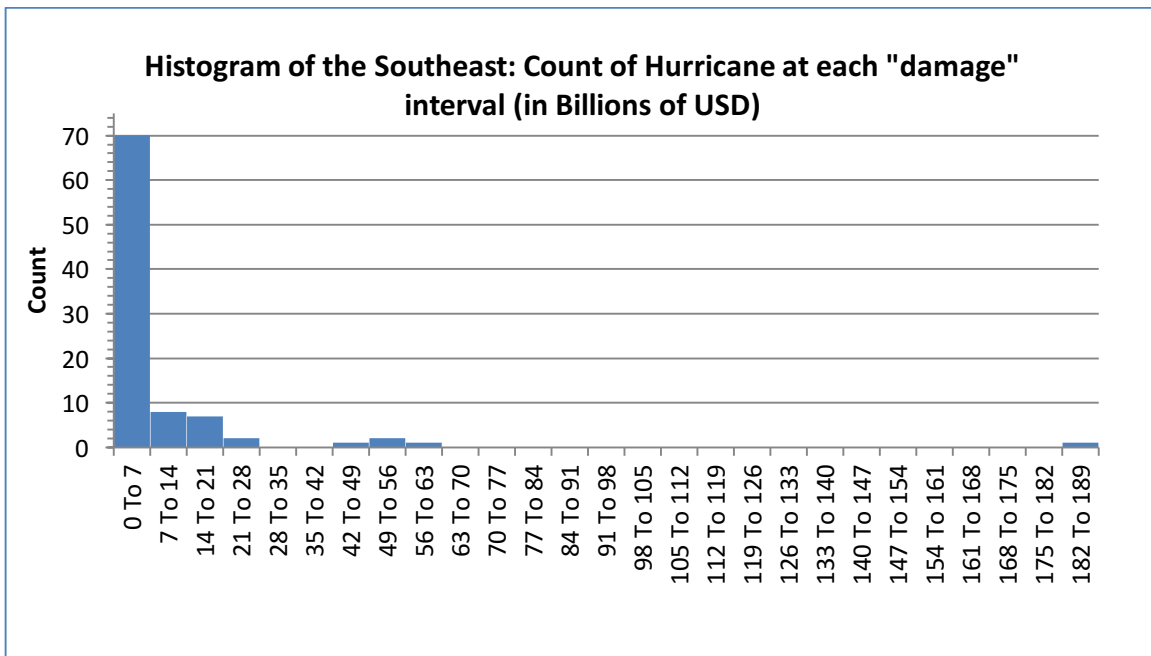 Histogram of the Southeast: Count of Hurricane at each "damage"
interval (in Billions of USD)
Count
70
60
50
40
30
20
10
0
0 To 7
7 To 14
14 To 21
21 To 28
28 To 35
35 To 42
42 To 49
49 To 56
56 To 63
63 To 70
70 To 77
77 To 84
84 To 91
91 To 98
98 To 105
105 To 112
112 To 119
119 To 126
126 To 133
133 To 140
140 To 147
147 To 154
154 To 161
161 To 168
168 To 175
175 To 182
182 To 189